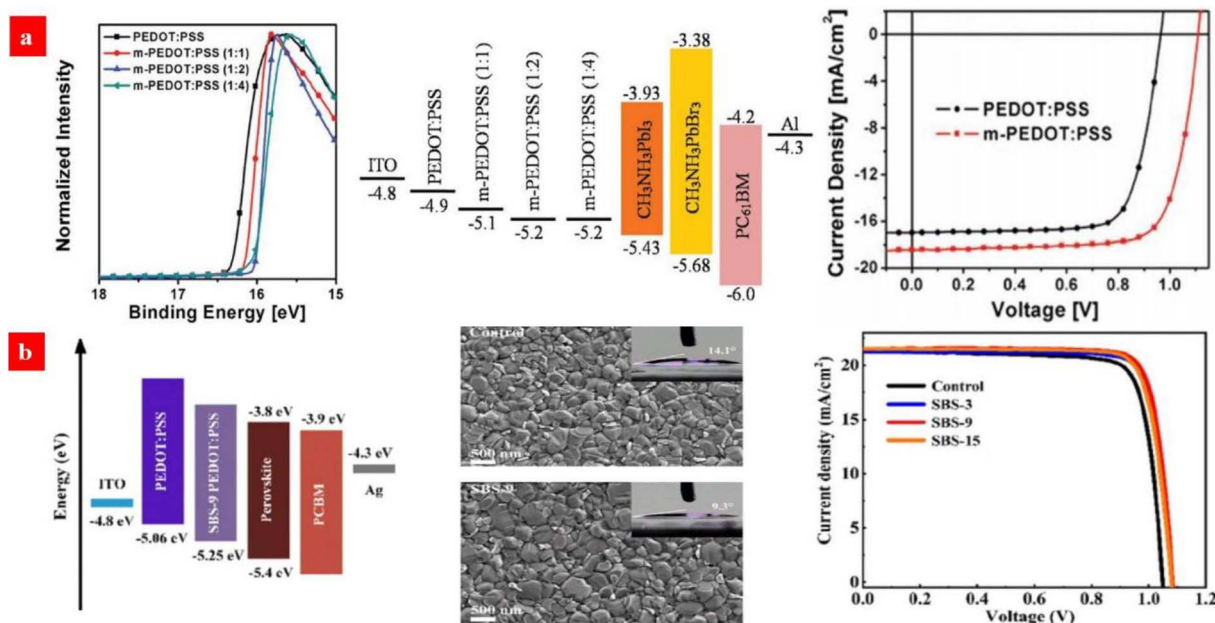 a
PEDOT:PSS
m-PEDOT:PSS (1:1)
m-PEDOT:PSS (1:2)
m-PEDOT:PSS (1:4)
Normalized Intensity
18 17 16 15
Binding Energy [eV]
ITO
-4.8
PEDOT:PSS
-4.9
m-PEDOT:PSS (1:1)
-5.1
m-PEDOT:PSS (1:2)
-5.2
m-PEDOT:PSS (1:4)
-5.2
-3.93
CH₃NH₃PbI₃
-5.43
-3.38
CH₃NH₃PbBr₃
-5.68
-4.2
PC₆₁BM
-6.0
Al
-4.3
Current Density [mA/cm²]
0
-4
-8
-12
-16
-20
PEDOT:PSS
m-PEDOT:PSS
0.0 0.2 0.4 0.6 0.8 1.0
Voltage [V]
b
Energy (eV)
ITO
-4.8 eV
PEDOT:PSS
-5.06 eV
SBS-9 PEDOT:PSS
-5.25 eV
-3.8 eV
Perovskite
-5.4 eV
-3.9 eV
PCBM
-4.3 eV
Ag
Control
14.1°
500 nm
SBS-9
9.3°
500 nm
Current density (mA/cm²)
20
15
10
5
0
Control
SBS-3
SBS-9
SBS-15
0.0 0.2 0.4 0.6 0.8 1.0 1.2
Voltage (V)